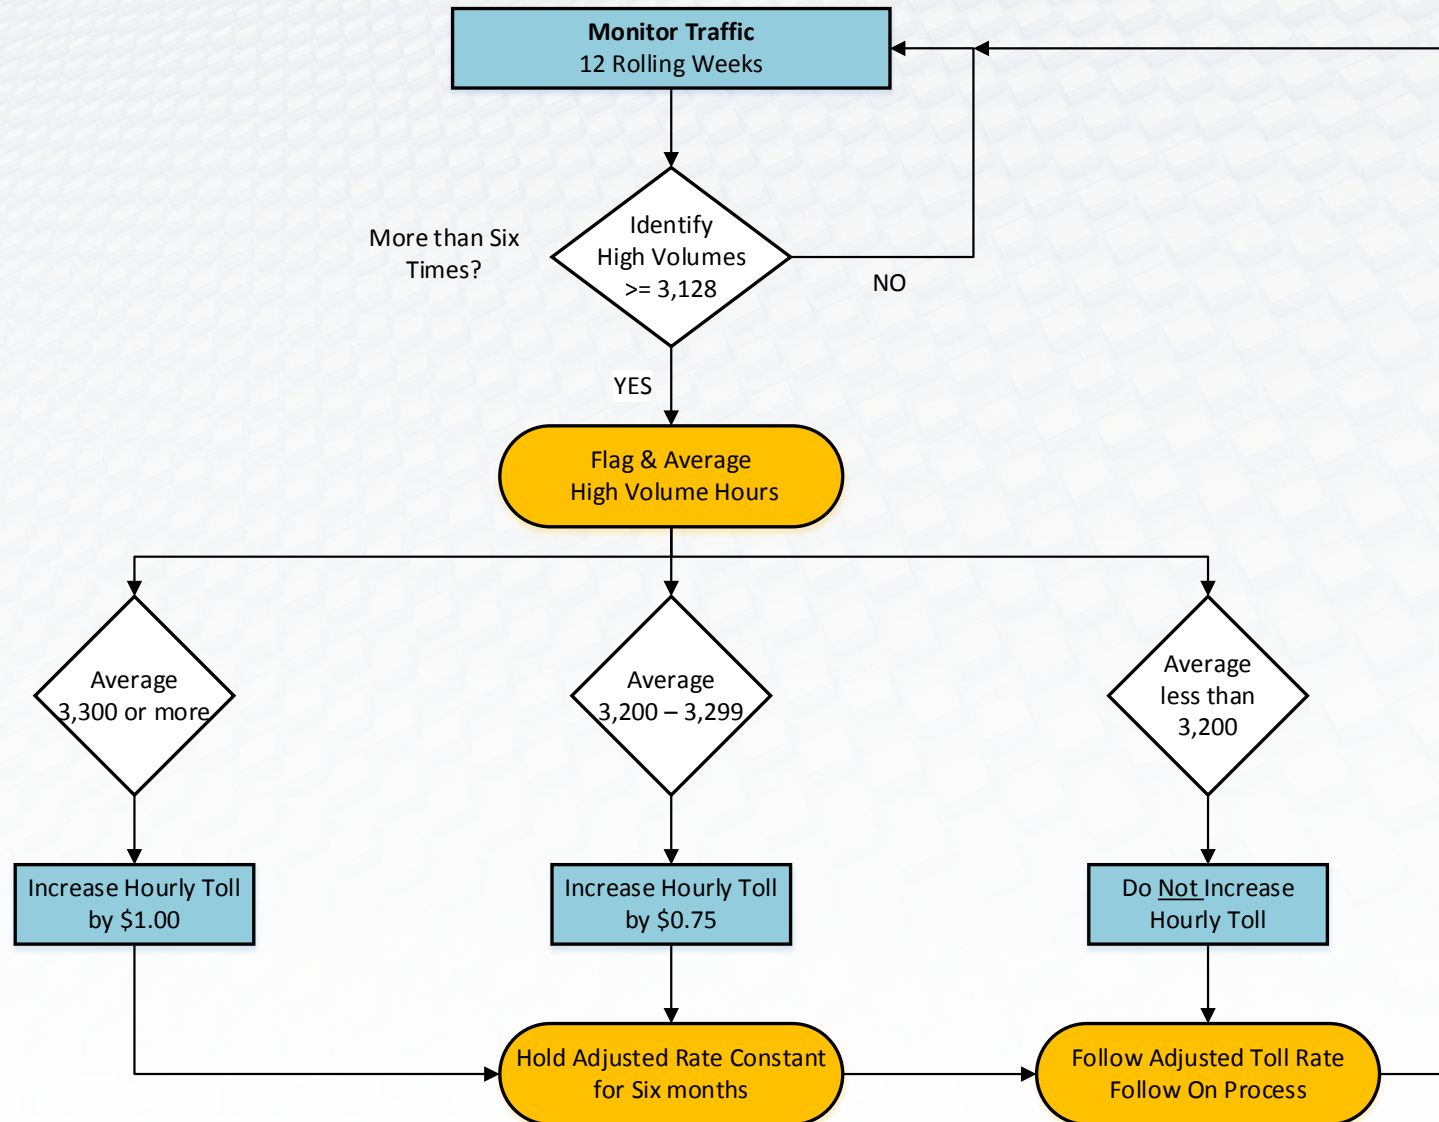 Monitor Traffic
12 Rolling Weeks
More than Six
Times?
Identify
High Volumes
>= 3,128
NO
YES
Flag & Average
High Volume Hours
Average
3,300 or more
Average
3,200 – 3,299
Average
less than
3,200
Increase Hourly Toll
by $1.00
Increase Hourly Toll
by $0.75
Do Not Increase
Hourly Toll
Hold Adjusted Rate Constant
for Six months
Follow Adjusted Toll Rate
Follow On Process